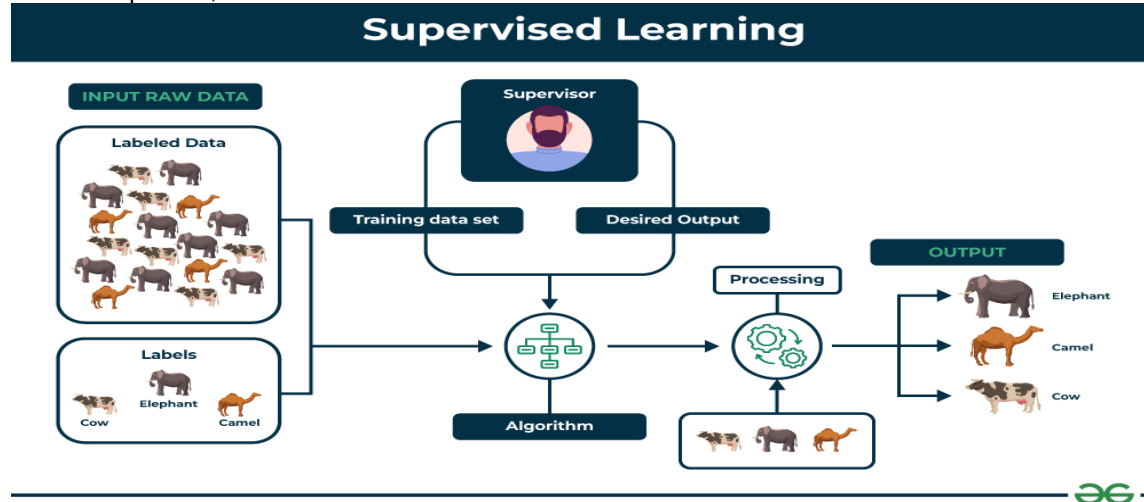 Supervised Learning
INPUT RAW DATA
Labeled Data
Supervisor
Training data set
Desired Output
Processing
OUTPUT
Elephant
Camel
Cow
Labels
Elephant
Cow
Camel
Algorithm